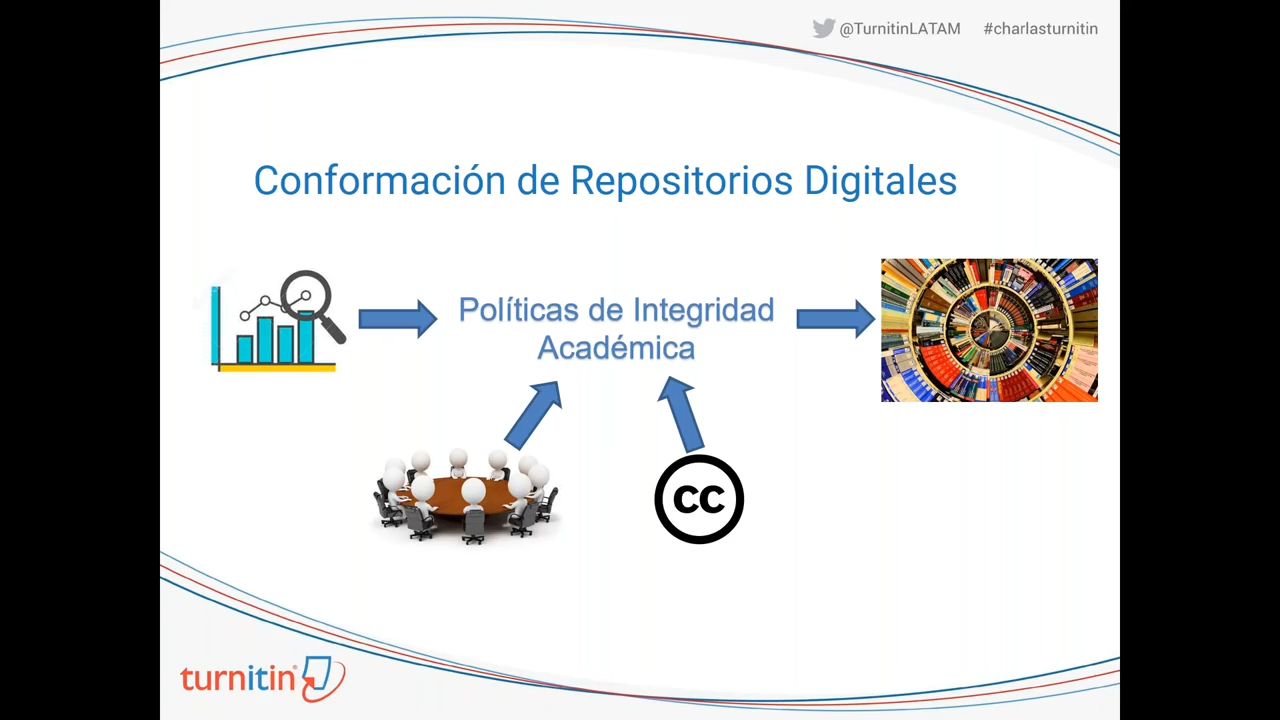 @TurnitinLATAM #charlasturnitin
Conformación de Repositorios Digitales
Políticas de Integridad
Académica
cc
turnitin